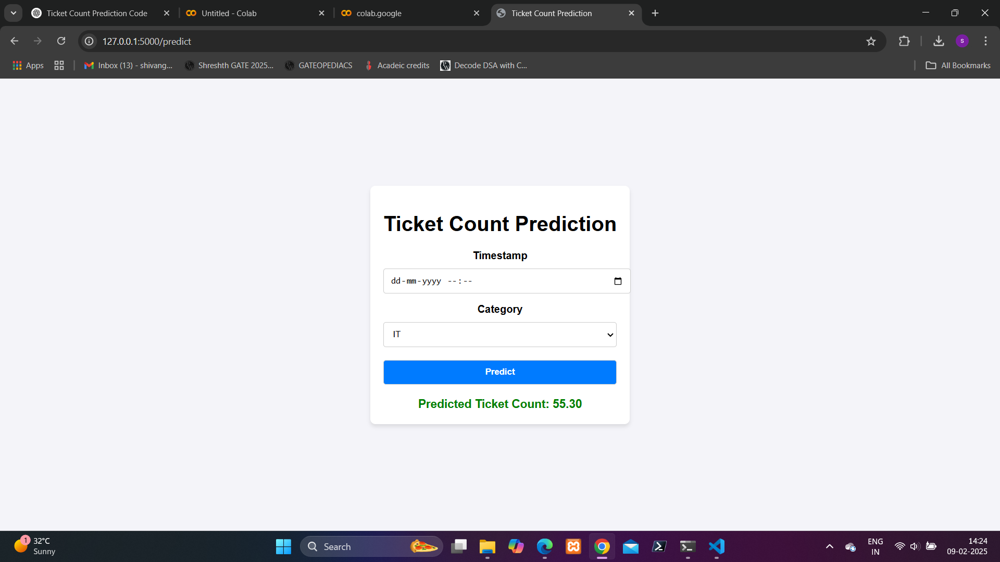 Ticket Count Prediction Code
Untitled - Colab
colab.google
Ticket Count Prediction
127.0.0.1:5000/predict
S
Apps
Inbox (13) - shivang...
Shreshth GATE 2025...
GATEOPEDIACS
Acadeic credits
Decode DSA with C...
All Bookmarks
Ticket Count Prediction
Timestamp
dd-mm-yyyy --:--
Category
IT
Predict
Predicted Ticket Count: 55.30
1
32°C
Sunny
Search
ENG
IN
14:24
09-02-2025